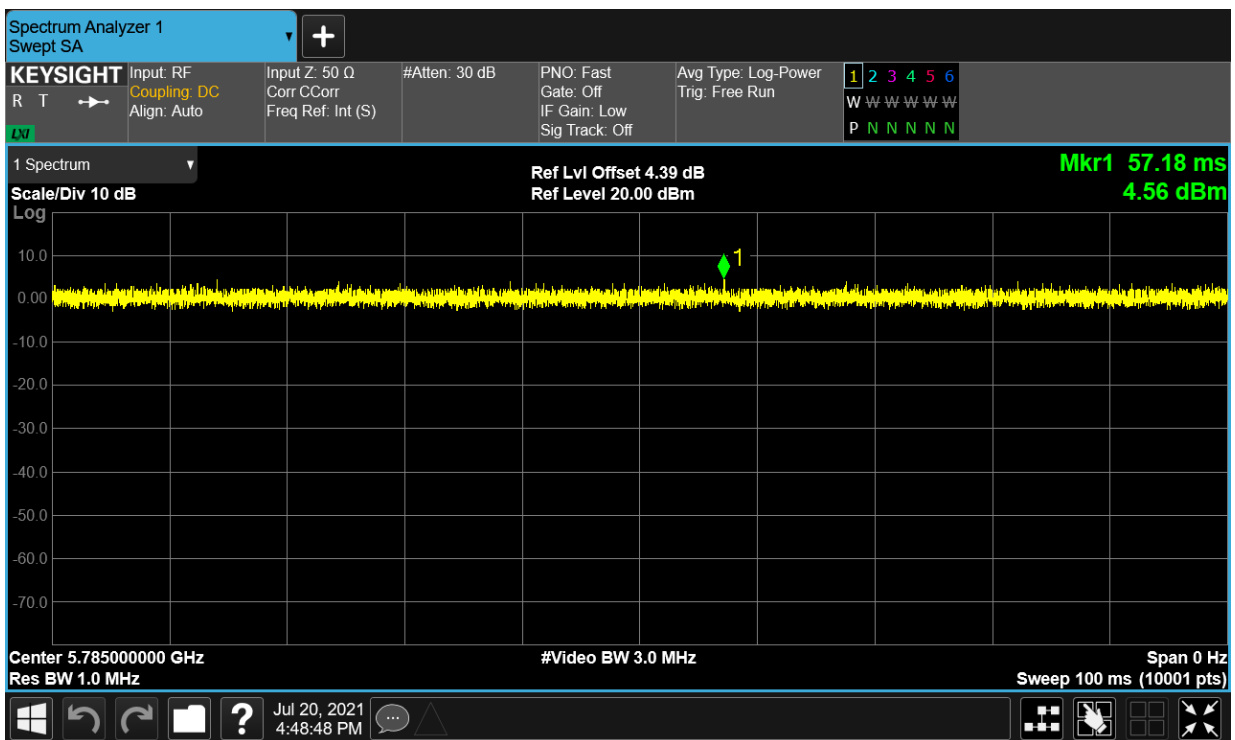 Spectrum Analyzer 1
Swept SA
KEYSIGHT
R T
LXI
Input: RF
Coupling: DC
Align: Auto
Input Z: 50 Ω
Corr CCorr
Freq Ref: Int (S)
#Atten: 30 dB
PNO: Fast
Gate: Off
IF Gain: Low
Sig Track: Off
Avg Type: Log-Power
Trig: Free Run
1 2 3 4 5 6
W W W W W W
P N N N N N
1 Spectrum
Scale/Div 10 dB
Log
Ref Lvl Offset 4.39 dB
Ref Level 20.00 dBm
Mkr1 57.18 ms
4.56 dBm
1
10.0
0.00
-10.0
-20.0
-30.0
-40.0
-50.0
-60.0
-70.0
Center 5.785000000 GHz
Res BW 1.0 MHz
#Video BW 3.0 MHz
Span 0 Hz
Sweep 100 ms (10001 pts)
?
Jul 20, 2021
4:48:48 PM